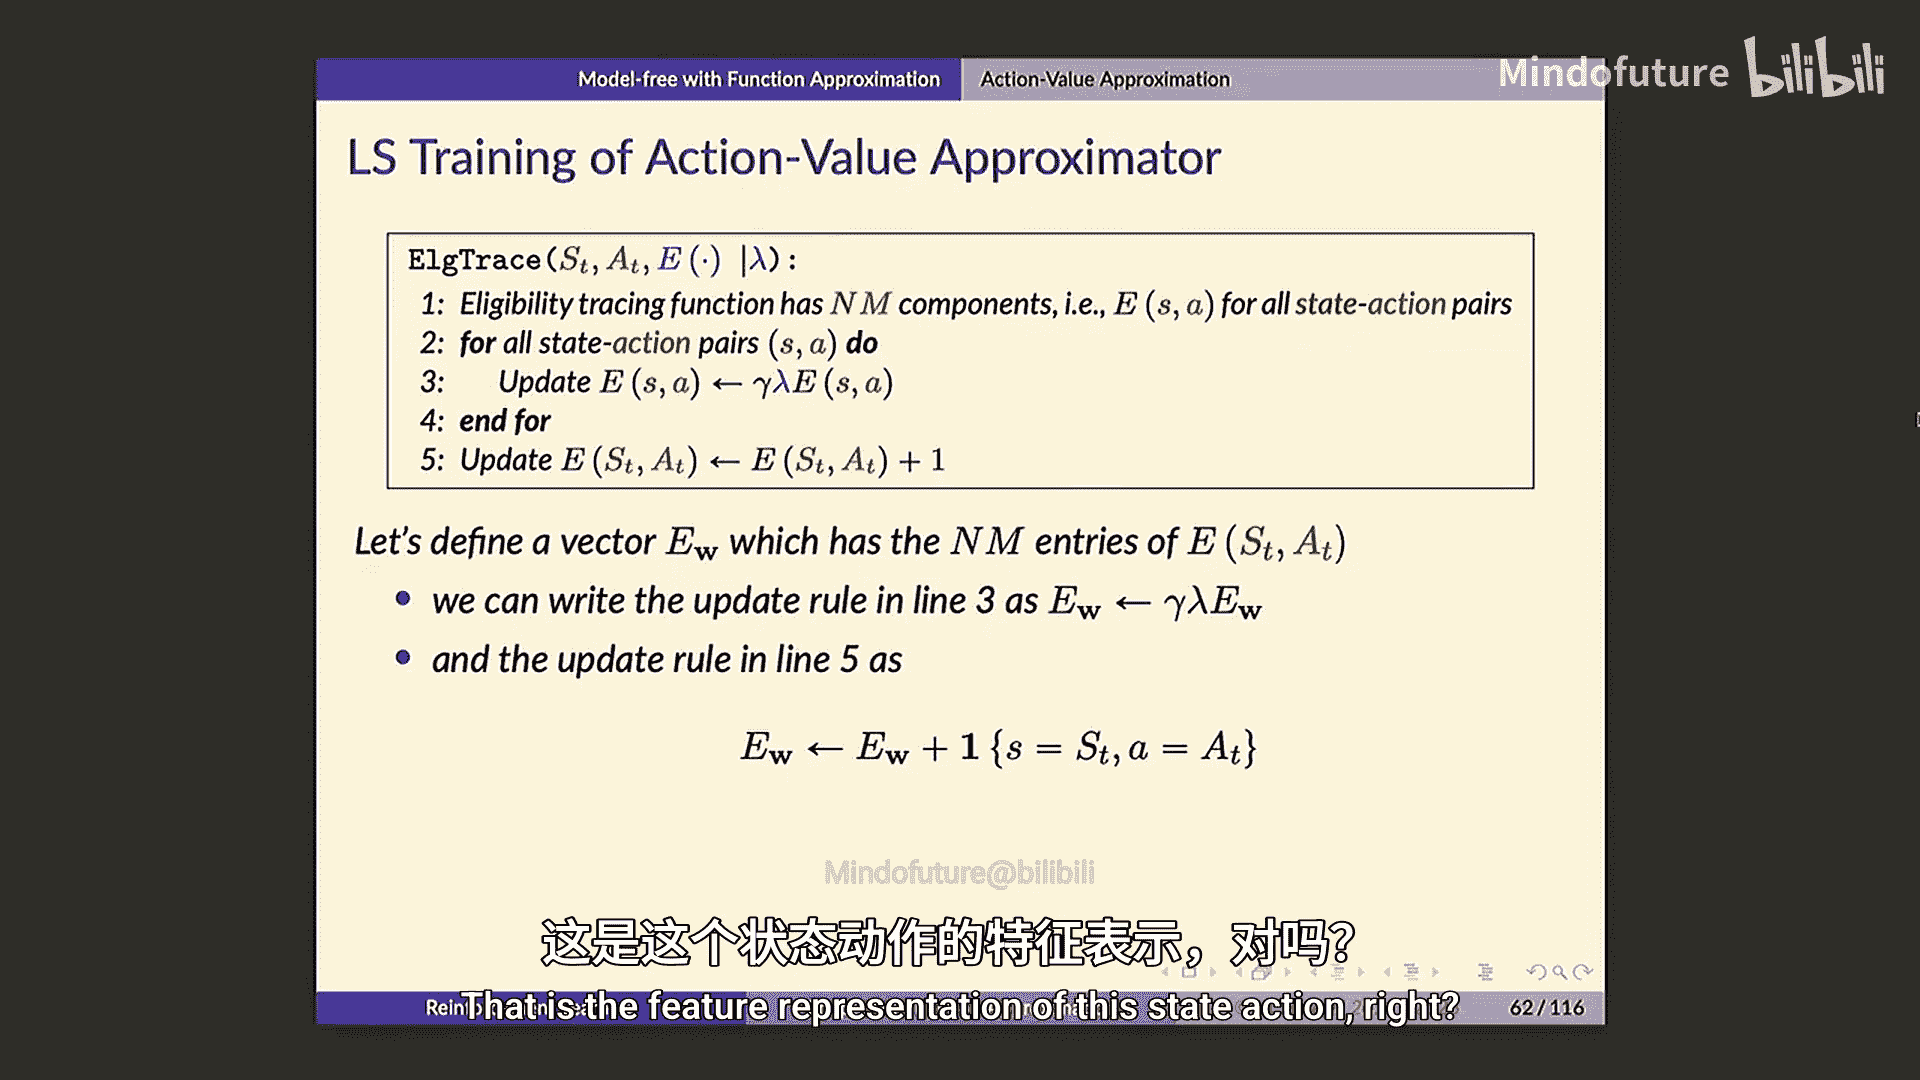 Model-free with Function Approximation
Action-Value Approximation
Mindofuture bilibili
LS Training of Action-Value Approximator
ElgTrace(S_t, A_t, E(·) |λ):
1: Eligibility tracing function has NM components, i.e., E(s, a) for all state-action pairs
2: for all state-action pairs (s, a) do
3: Update E(s, a) ← γλE(s, a)
4: end for
5: Update E(S_t, A_t) ← E(S_t, A_t) + 1
Let's define a vector E_w which has the NM entries of E(S_t, A_t)
• we can write the update rule in line 3 as E_w ← γλE_w
• and the update rule in line 5 as
E_w ← E_w + 1{s = S_t, a = A_t}
Mindofuture@bilibili
这是这个状态动作的特征表示，对吗？
That is the feature representation of this state action, right?
62/116